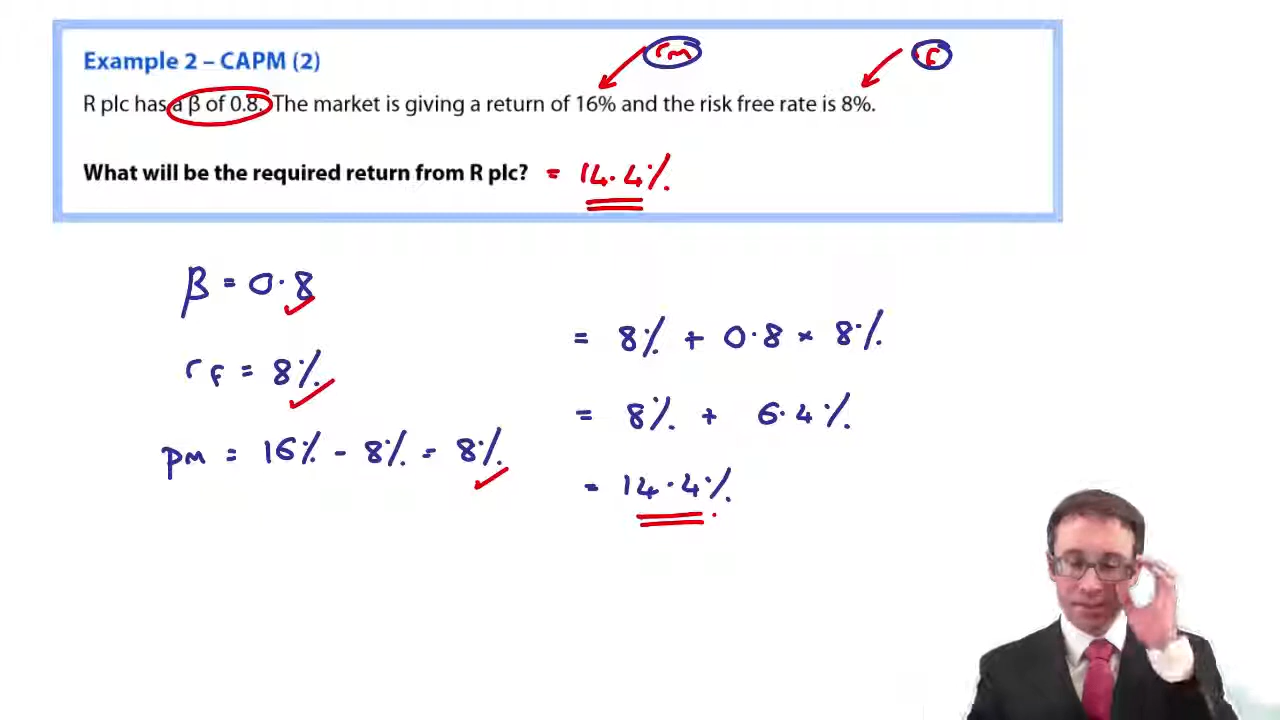 Example 2 – CAPM (2)
rm
rf
R plc has a β of 0.8. The market is giving a return of 16% and the risk free rate is 8%.
What will be the required return from R plc? = 14.4%
β = 0.8
rf = 8%
pm = 16% - 8% = 8%
= 8% + 0.8 × 8%
= 8% + 6.4%
= 14.4%